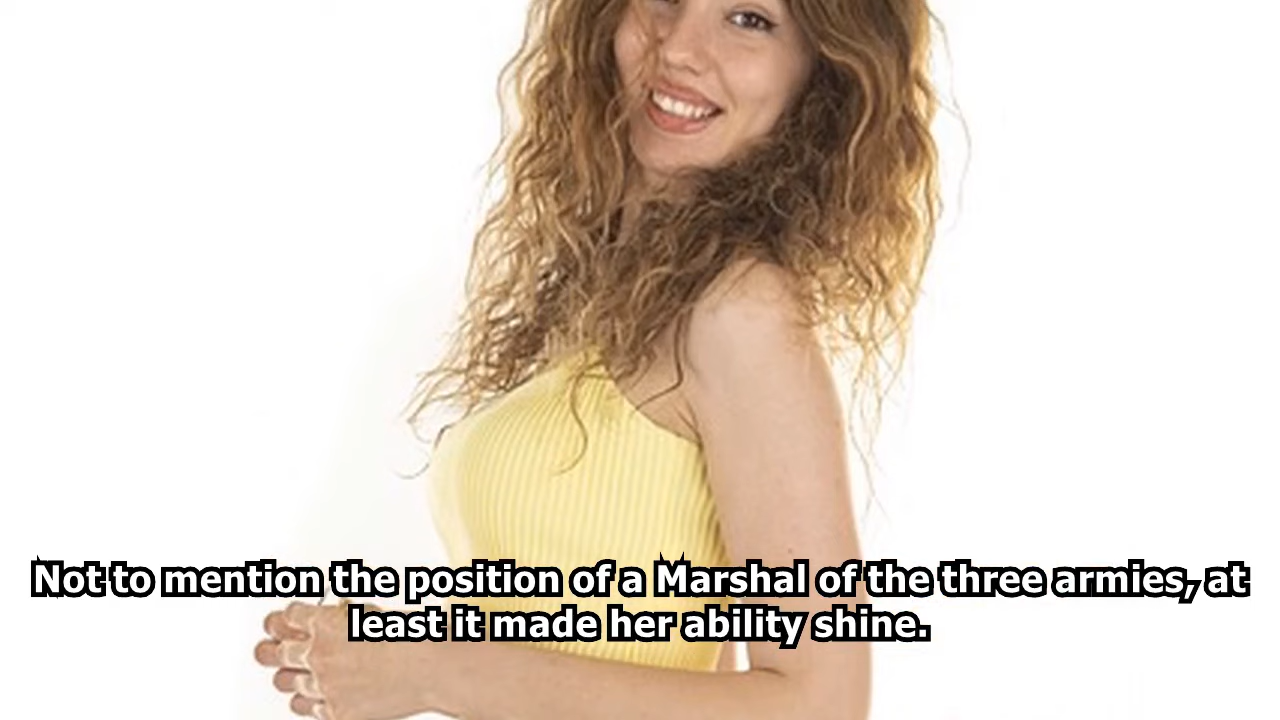 Not to mention the position of a Marshal of the three armies, at
least it made her ability shine.